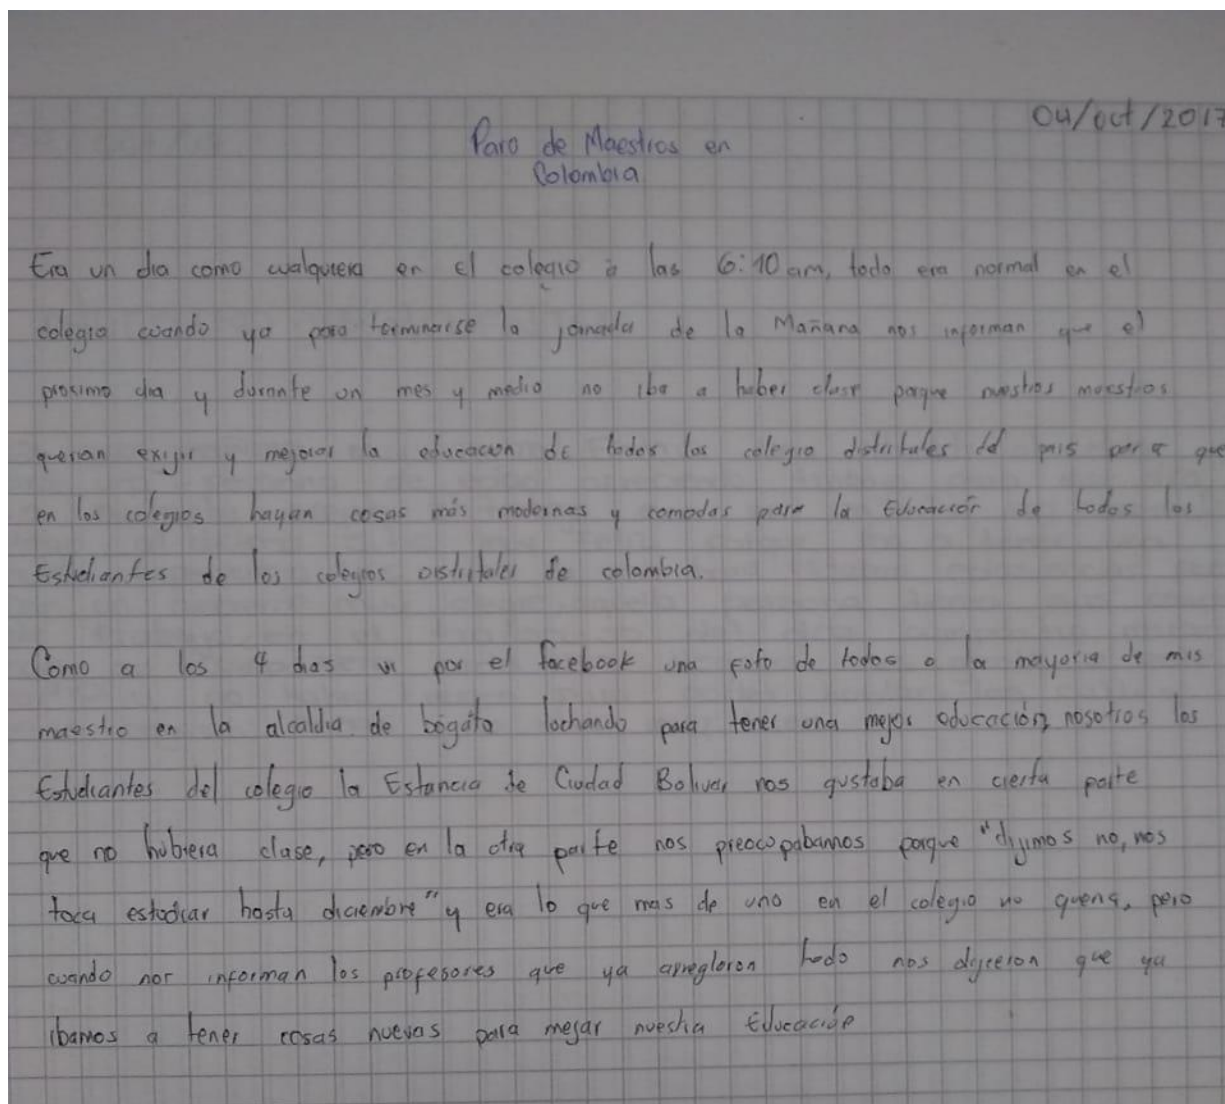 04/oct/2017
Paro de Maestros en
Colombia
Era un dia como cualquiera en el colegio a las 6:10 am, todo era normal en el
colegio cuando ya para terminarse la jornada de la Mañana nos informan que el
proximo dia y durante un mes y medio no iba a haber clase porque nuestros maestros
querian exigir y mejorar la educacion de todos los colegio distritales del pais para que
en los colegios hayan cosas más modernas y comodas para la Educación de todos los
Estudiantes de los colegios distritales de colombia.
Como a los 4 dias vi por el facebook una foto de todos o la mayoria de mis
maestro en la alcaldia de bogota lochando para tener una mejor educación, nosotros los
Estudiantes del colegio la Estancia de Ciudad Bolivar nos gustaba en cierta parte
que no hubiera clase, pero en la otra parte nos preocopabamos porque "dijimos no, nos
toca estodiar hasta diciembre" y era lo que mas de uno en el colegio no queria, pero
cuando nor informan los profesores que ya arreglaron todo nos dijeron que ya
ibamos a tener cosas nuevas para mejar nuestra Educación